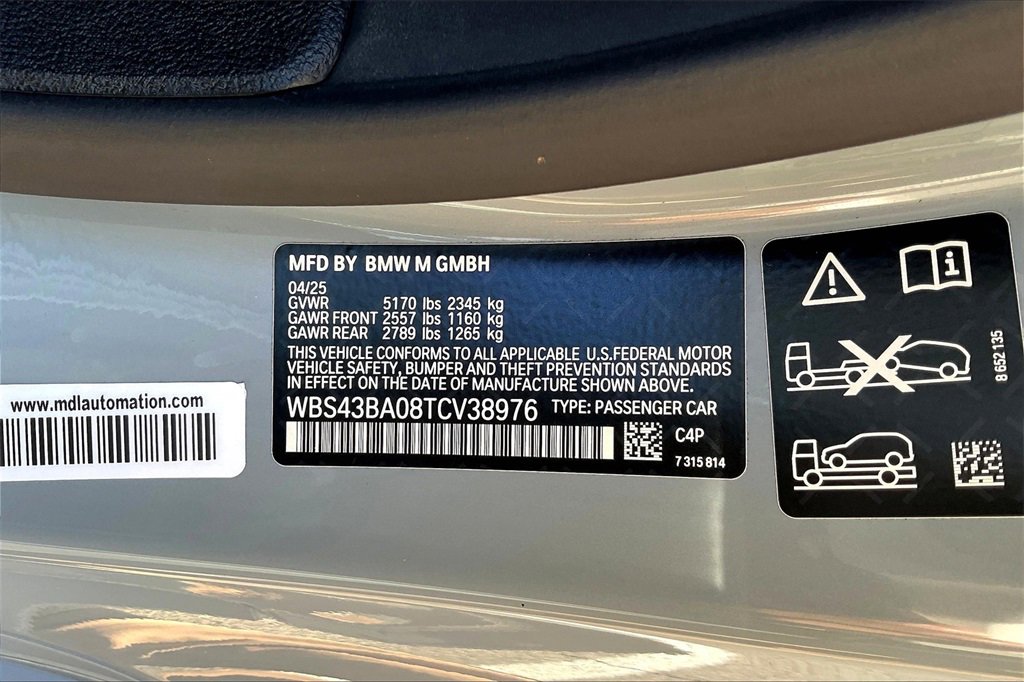 MFD BY BMW M GMBH
04/25
GVWR 5170 lbs 2345 kg
GAWR FRONT 2557 lbs 1160 kg
GAWR REAR 2789 lbs 1265 kg
THIS VEHICLE CONFORMS TO ALL APPLICABLE U.S.FEDERAL MOTOR
VEHICLE SAFETY, BUMPER AND THEFT PREVENTION STANDARDS
IN EFFECT ON THE DATE OF MANUFACTURE SHOWN ABOVE.
WBS43BA08TCV38976 TYPE: PASSENGER CAR
C4P
7 315 814
www.mdlautomation.com
8 652 135